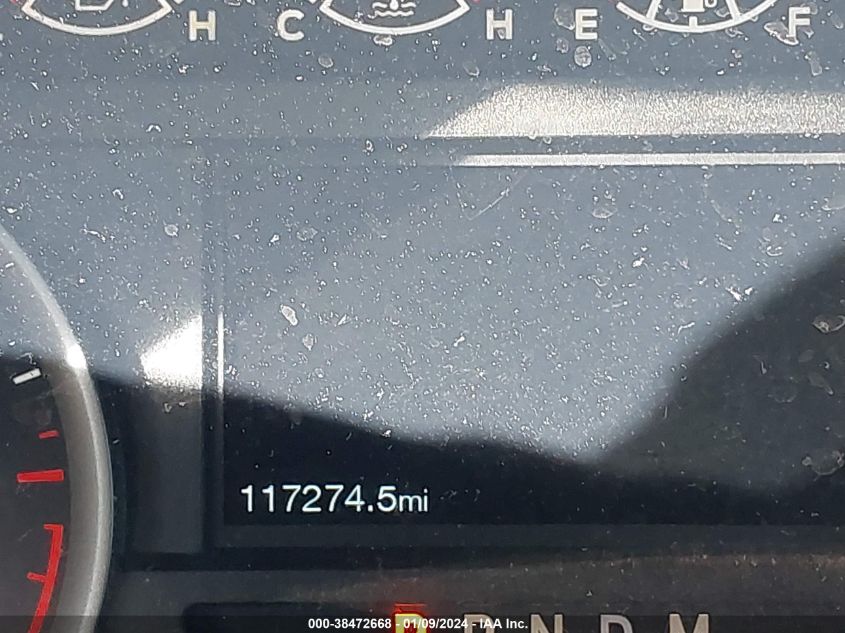 H C H E F
117274.5mi
P R N D M
000-38472668 - 01/09/2024 - IAA Inc.